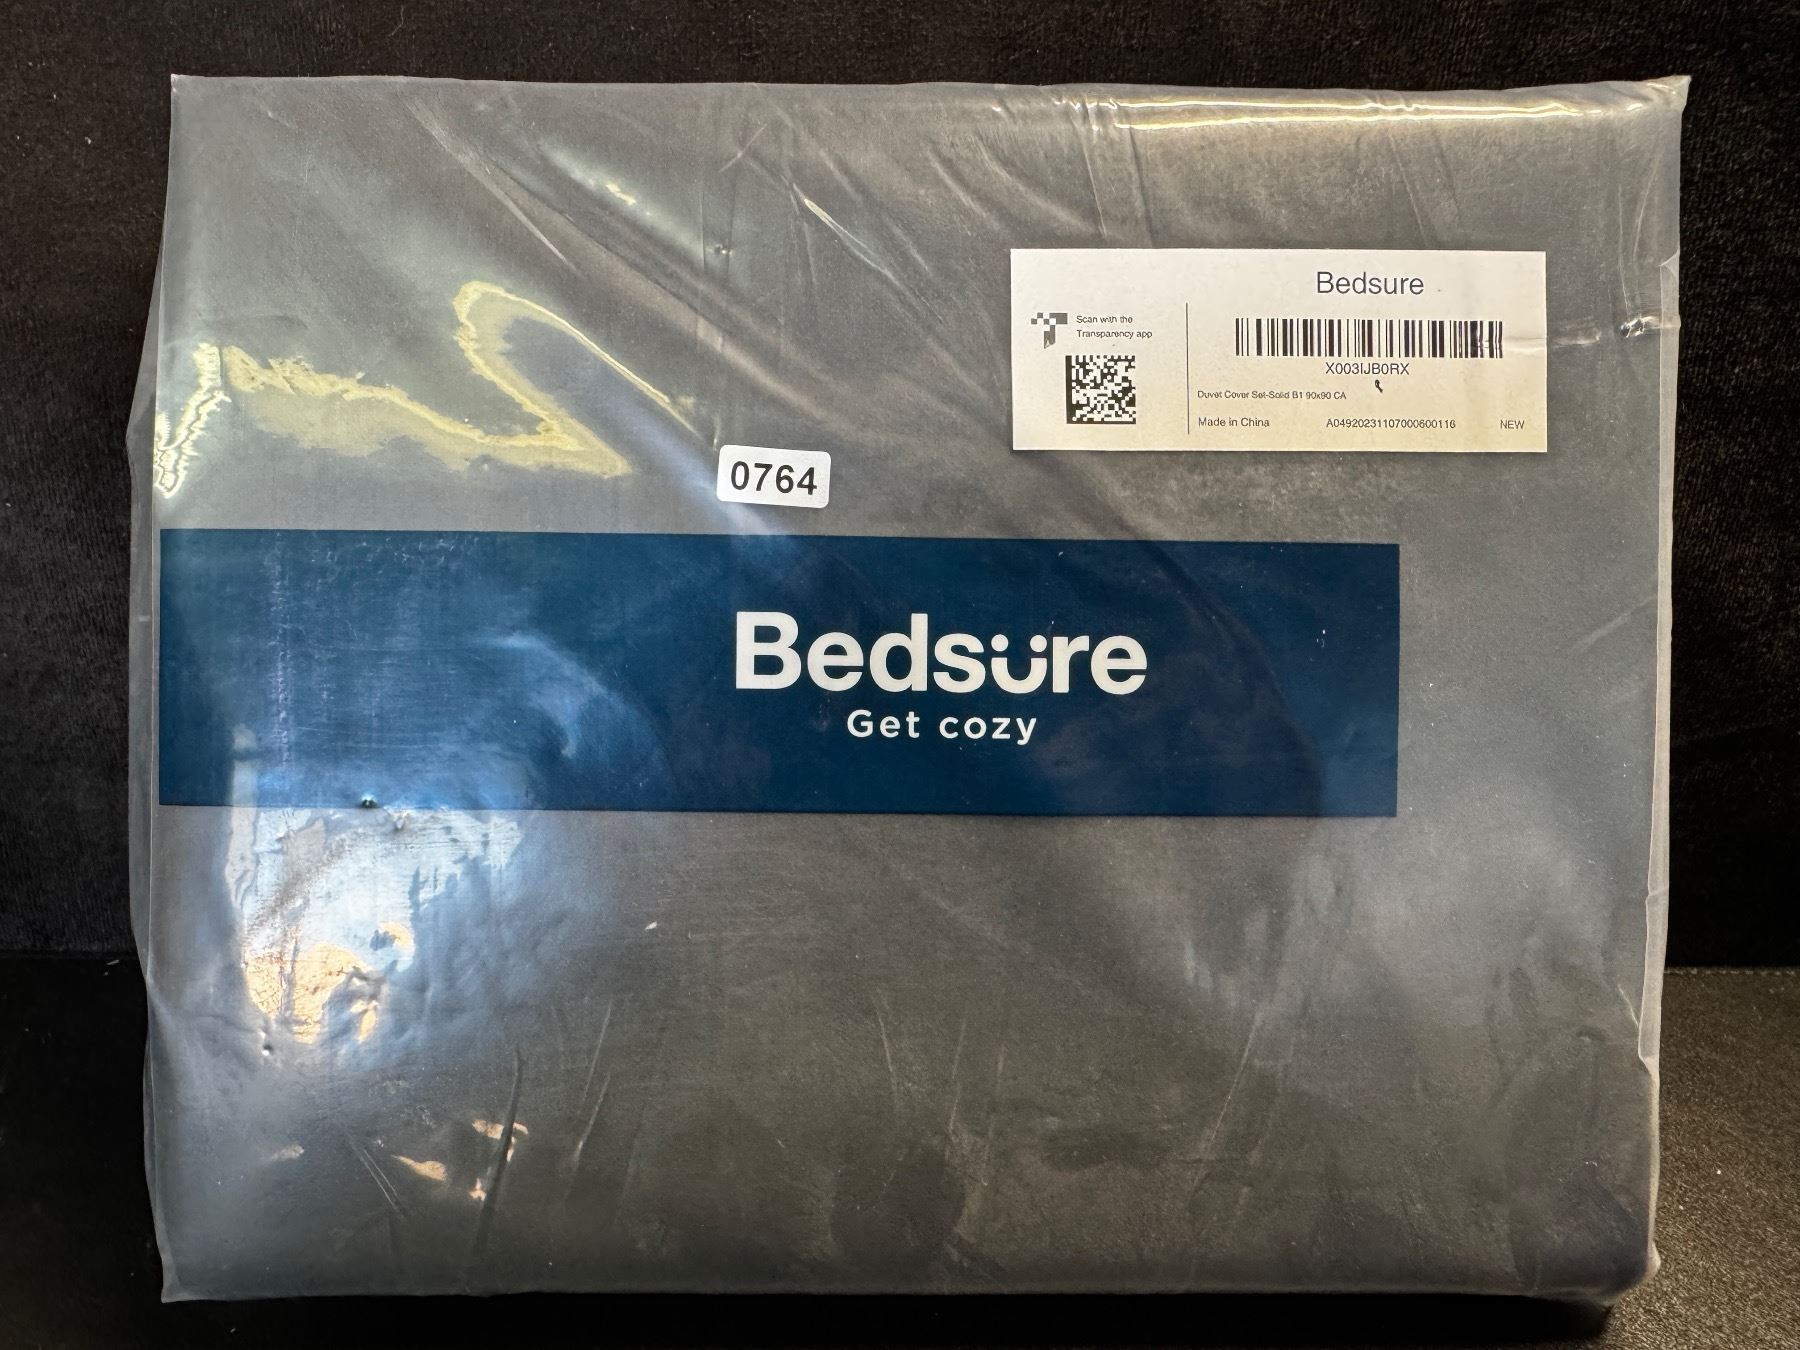 Bedsure
Scan with the
Transparency app
X003IJB0RX
Duvet Cover Set-Solid B1 90x90 CA
Made in China
A04920231107000600116
NEW
0764
Bedsure
Get cozy